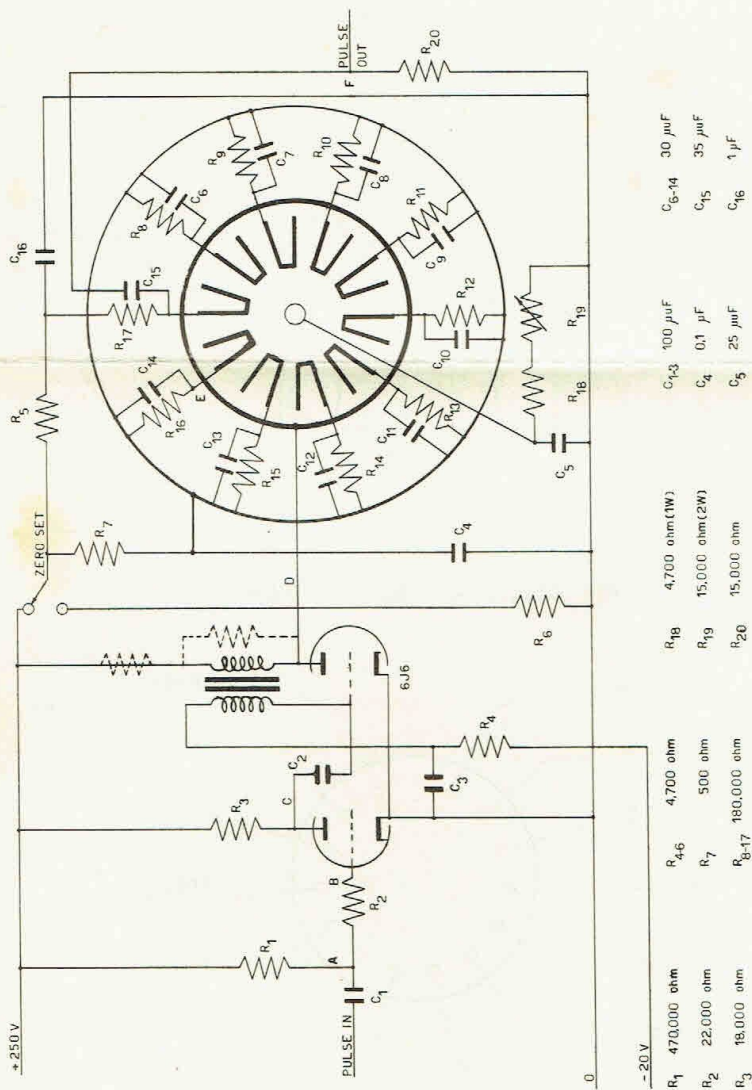 +250 V
ZERO SET
PULSE IN
PULSE OUT
R1
R2
R3
R4
R5
R6
R7
R8
R9
R10
R11
R12
R13
R14
R15
R16
R17
R18
R19
R20
C1
C2
C3
C4
C5
C6
C7
C8
C9
C10
C11
C12
C13
C14
C15
C16
A
B
C
D
E
F
6J6
0
-20 V
R1 470,000 ohm
R2 22,000 ohm
R3 18,000 ohm
R4-6 4,700 ohm
R7 500 ohm
R8-17 180,000 ohm
R18 4,700 ohm (1W)
R19 15,000 ohm (2W)
R20 15,000 ohm
C1-3 100 µµF
C4 0.1 µF
C5 25 µµF
C6-14 30 µµF
C15 35 µµF
C16 1 µF